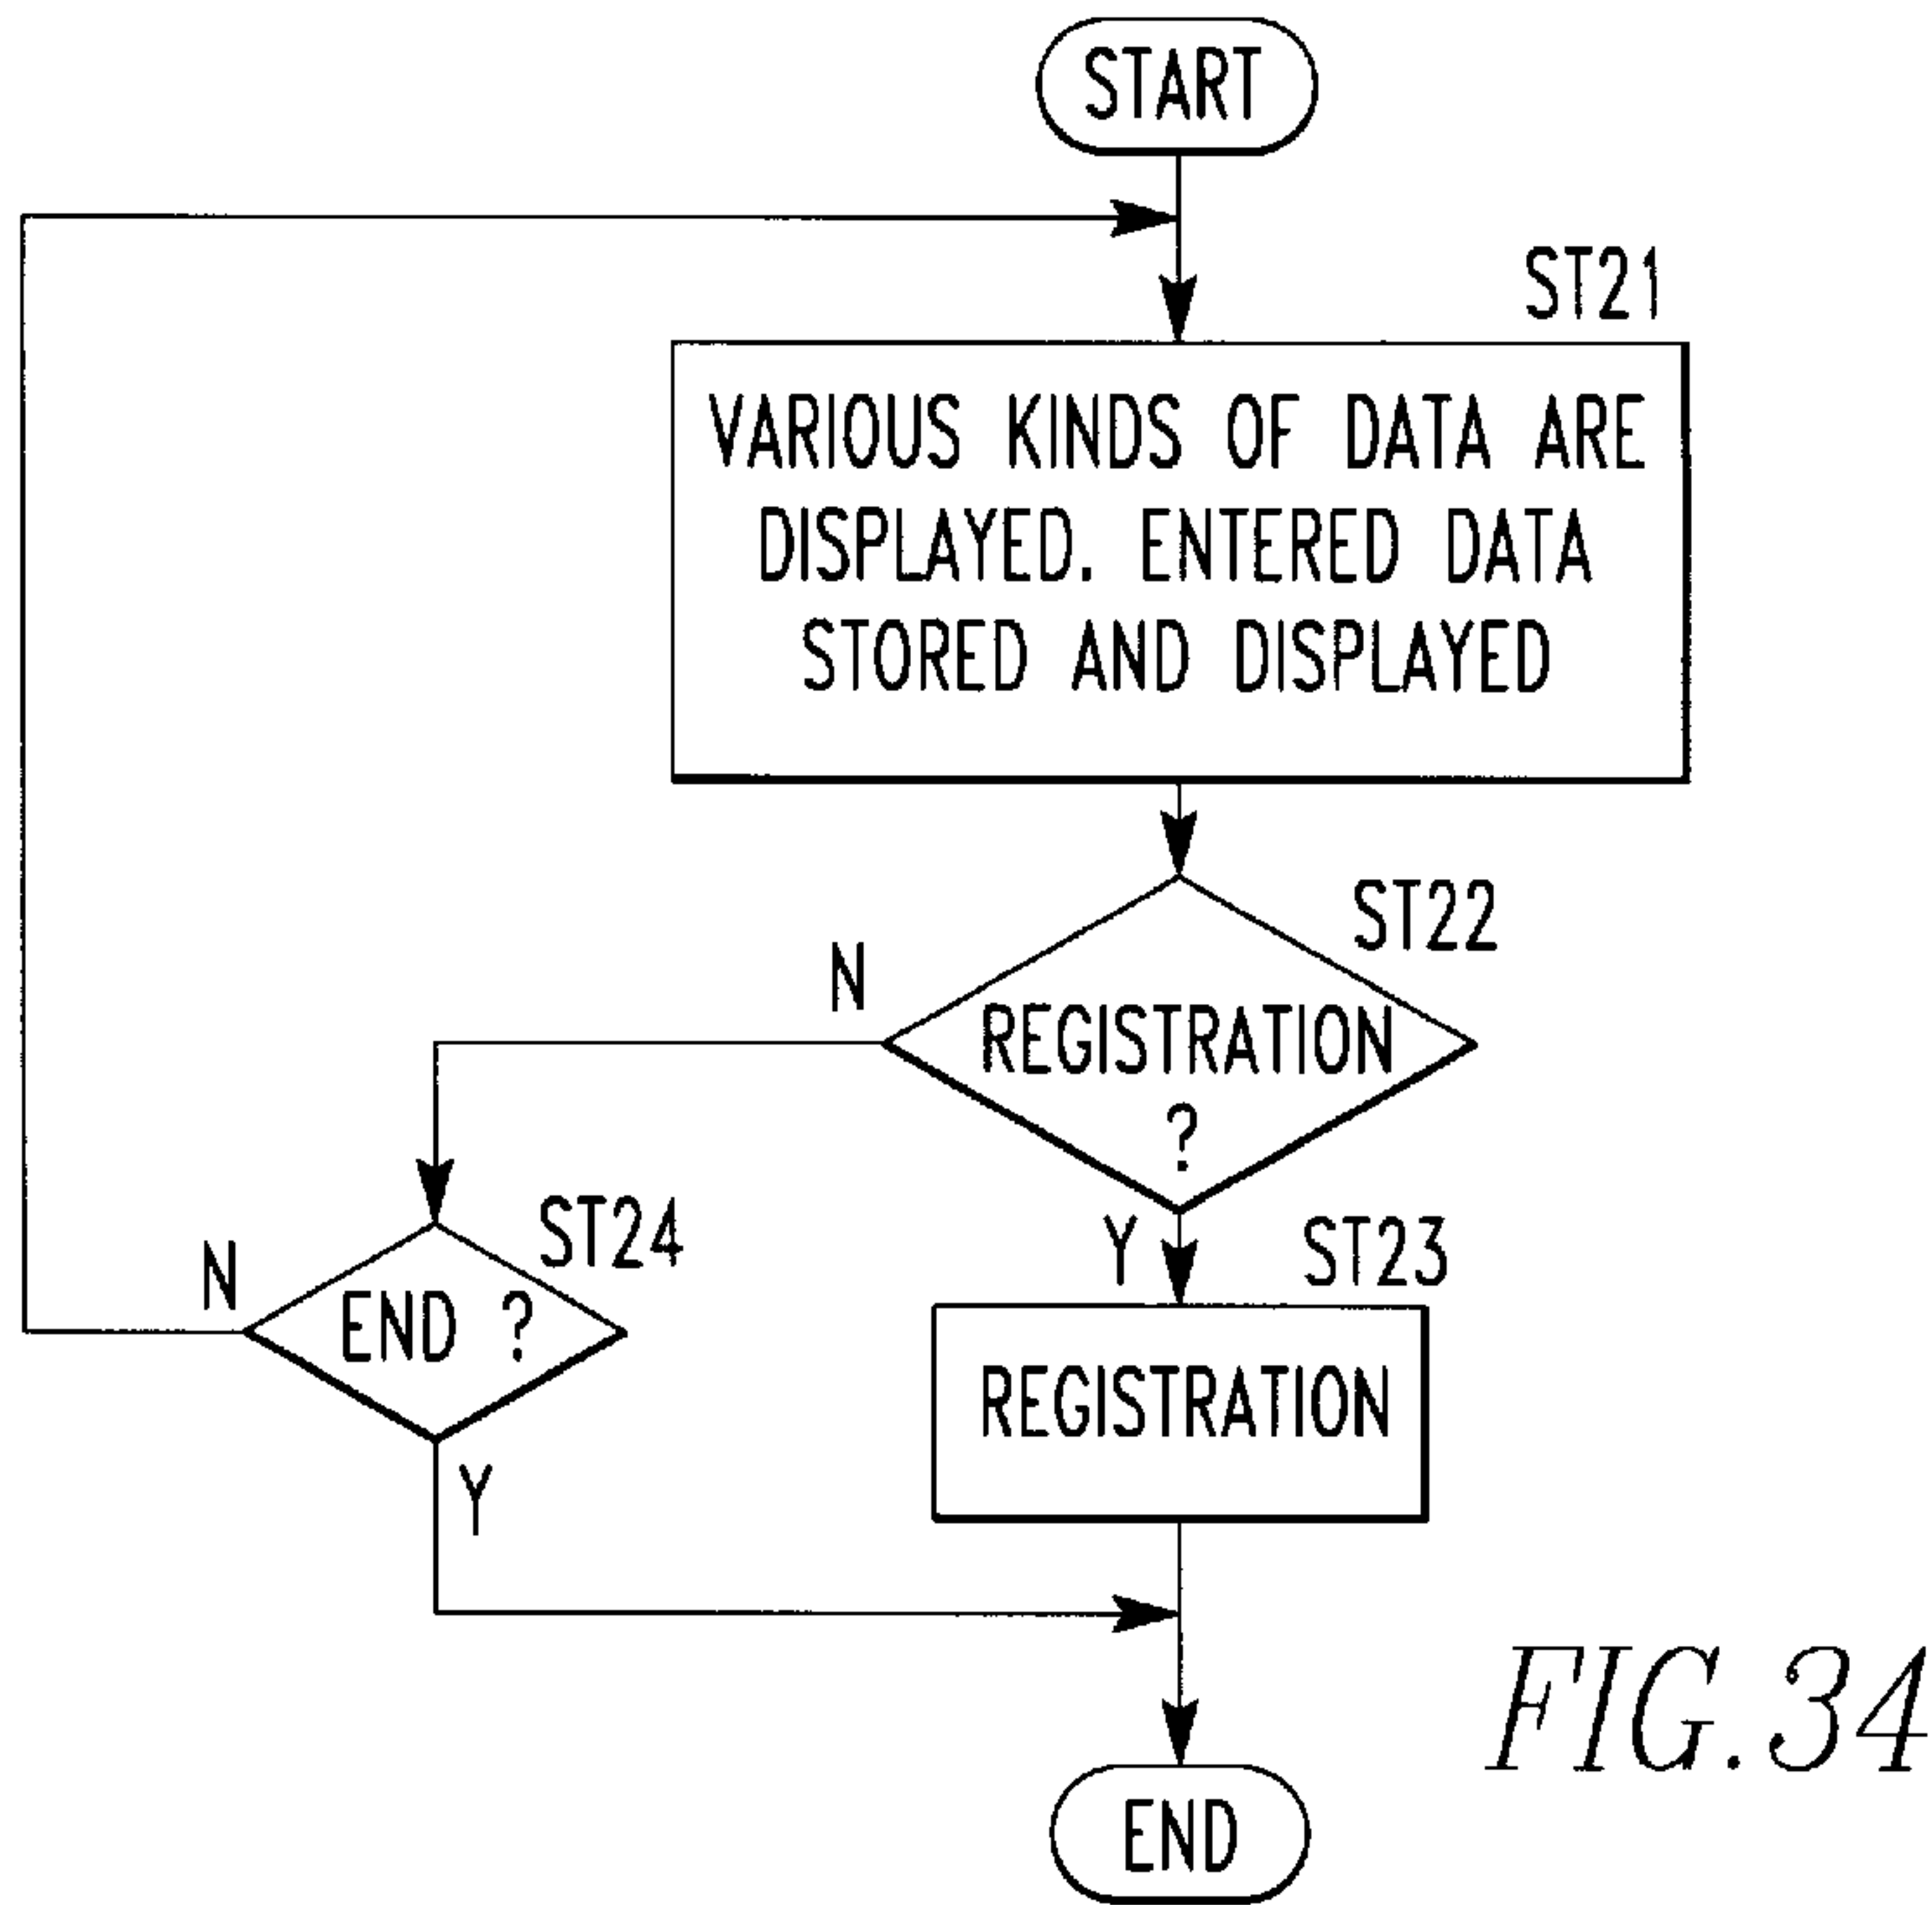 START
ST21
VARIOUS KINDS OF DATA ARE
DISPLAYED. ENTERED DATA
STORED AND DISPLAYED
ST22
N
REGISTRATION
?
Y
ST23
ST24
N
END ?
REGISTRATION
Y
END
FIG.34